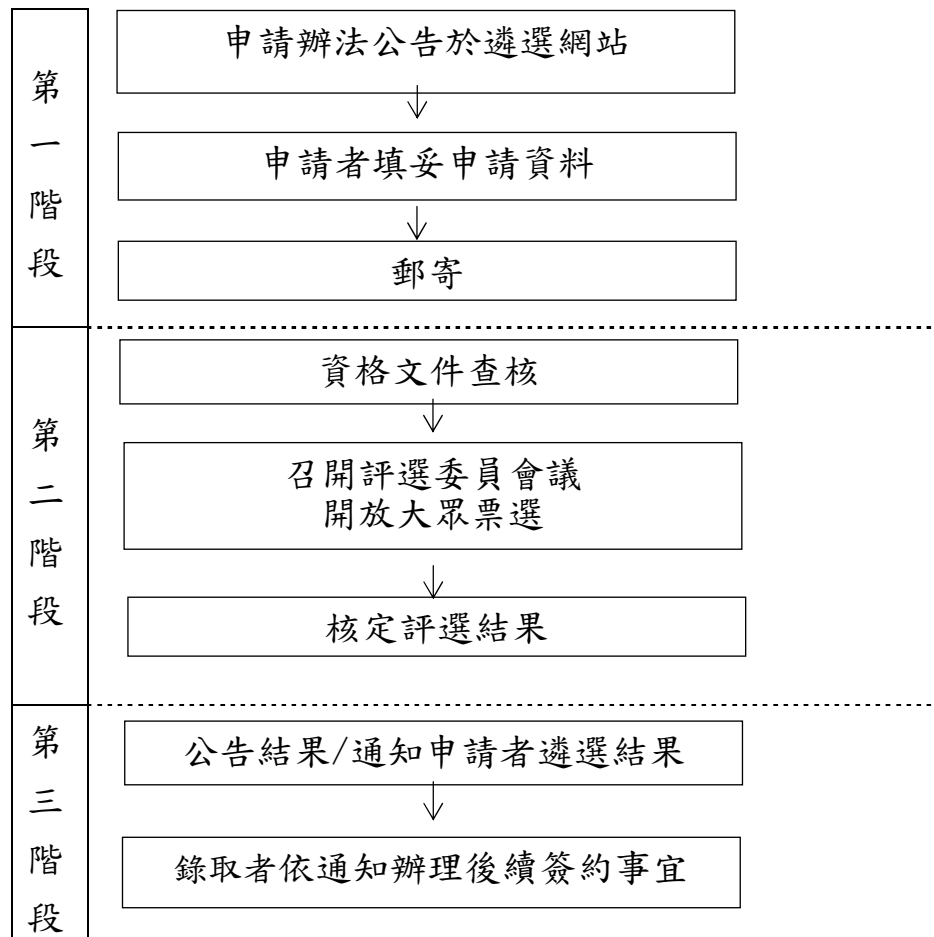 第一階段
申請辦法公告於遴選網站
申請者填妥申請資料
郵寄
第二階段
資格文件查核
召開評選委員會議
開放大眾票選
核定評選結果
第三階段
公告結果/通知申請者遴選結果
錄取者依通知辦理後續簽約事宜